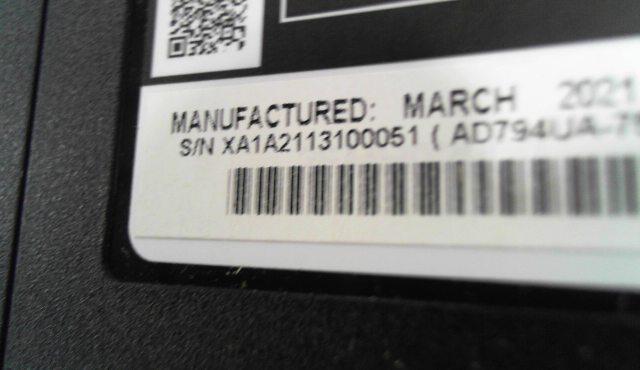 MANUFACTURED: MARCH 2021
S/N XA1A2113100051 ( AD794UA-